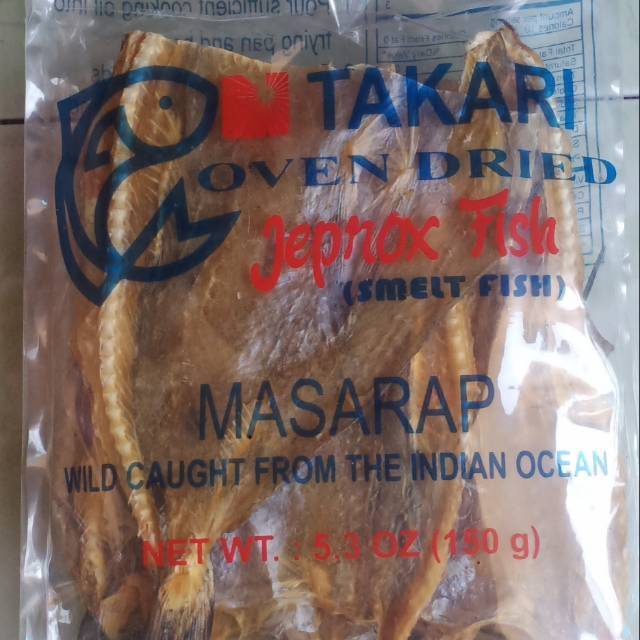 TAKARI
OVEN DRIED
Jeprox Fish
(SMELT FISH)
MASARAP
WILD CAUGHT FROM THE INDIAN OCEAN
NET WT. : 5.3 OZ (150 g)